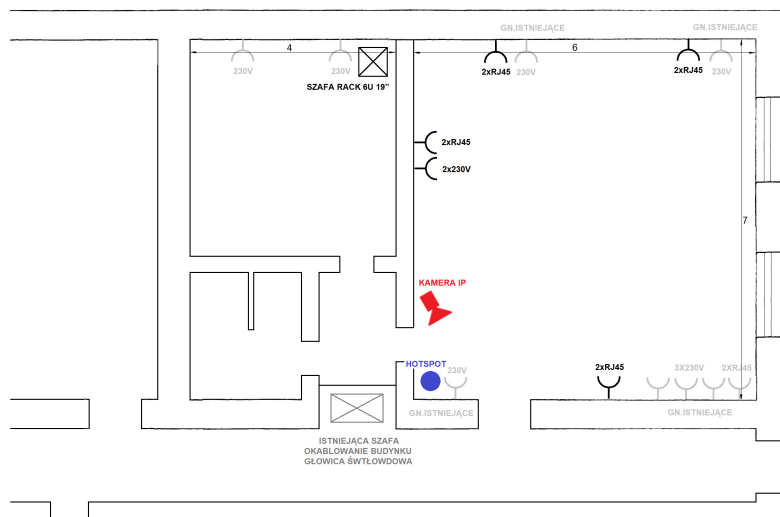 GN.ISTNIEJĄCE
GN.ISTNIEJĄCE
4
6
230V
230V
2xRJ45
230V
2xRJ45
230V
SZAFA RACK 6U 19"
2xRJ45
2x230V
7
KAMERA IP
HOTSPOT
230V
2xRJ45
3X230V
2XRJ45
GN.ISTNIEJĄCE
GN.ISTNIEJĄCE
ISTNIEJĄCA SZAFA
OKABLOWANIE BUDYNKU
GŁOWICA ŚWTŁOWDOWA